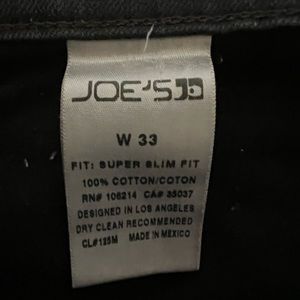 JOE'S
W 33
FIT: SUPER SLIM FIT
100% COTTON/COTON
RN# 106214 CA# 35037
DESIGNED IN LOS ANGELES
DRY CLEAN RECOMMENDED
CL#125M MADE IN MEXICO